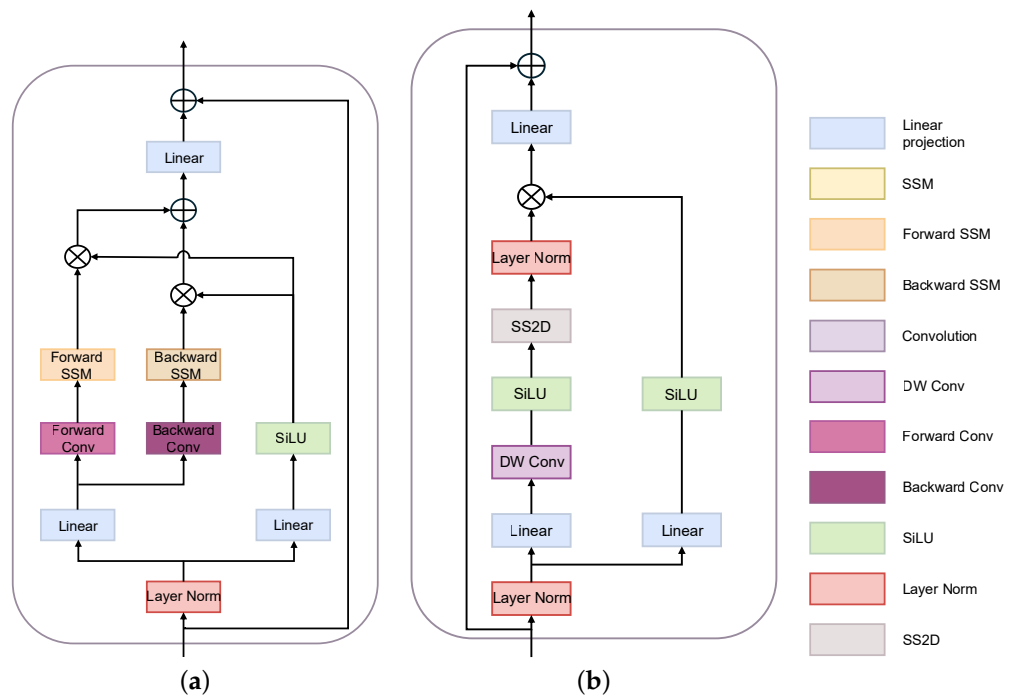 Linear
Forward
SSM
Backward
SSM
Forward
Conv
Backward
Conv
SiLU
Linear
Linear
Layer Norm
(a)
Linear
Layer Norm
SS2D
SiLU
SiLU
DW Conv
Linear
Linear
Layer Norm
(b)
Linear
projection
SSM
Forward SSM
Backward SSM
Convolution
DW Conv
Forward Conv
Backward Conv
SiLU
Layer Norm
SS2D